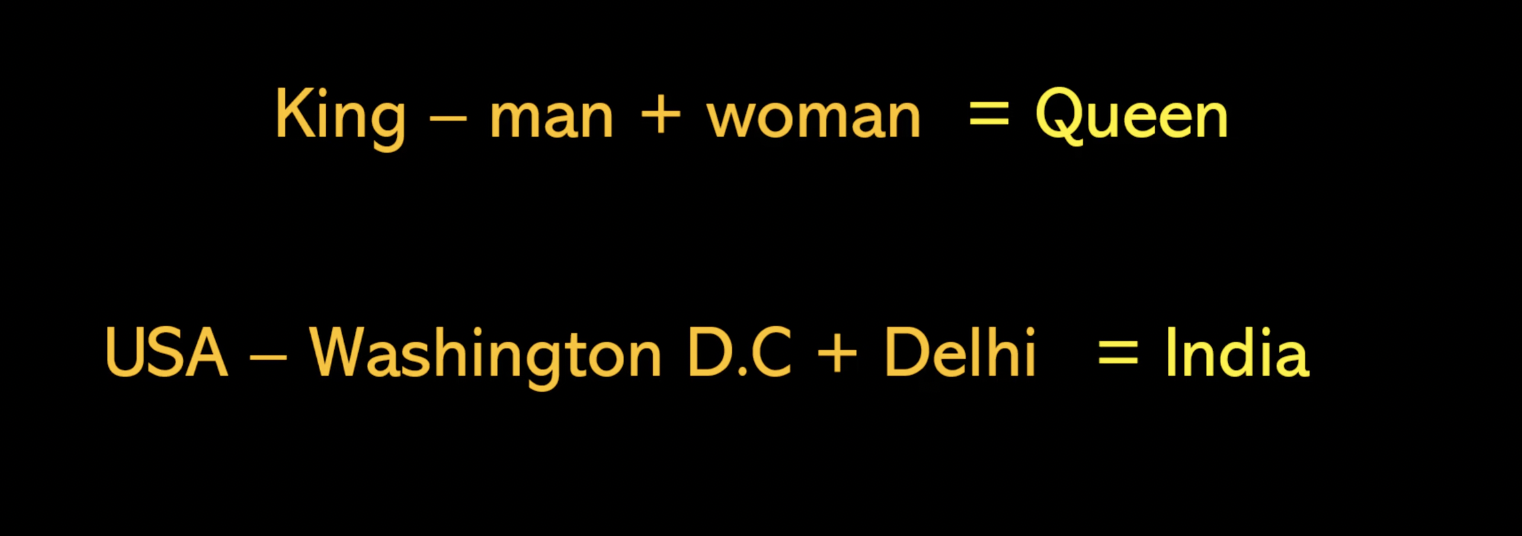 King – man + woman = Queen
USA – Washington D.C + Delhi = India